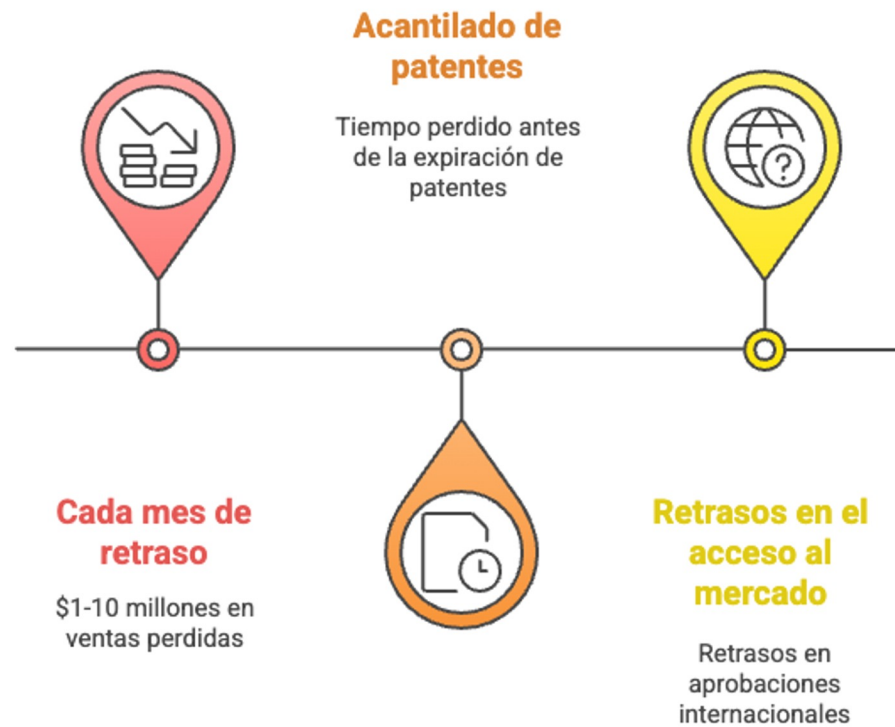 Acantilado de
patentes
Tiempo perdido antes
de la expiración de
patentes
?
Cada mes de
retraso
$1-10 millones en
ventas perdidas
Retrasos en el
acceso al
mercado
Retrasos en
aprobaciones
internacionales